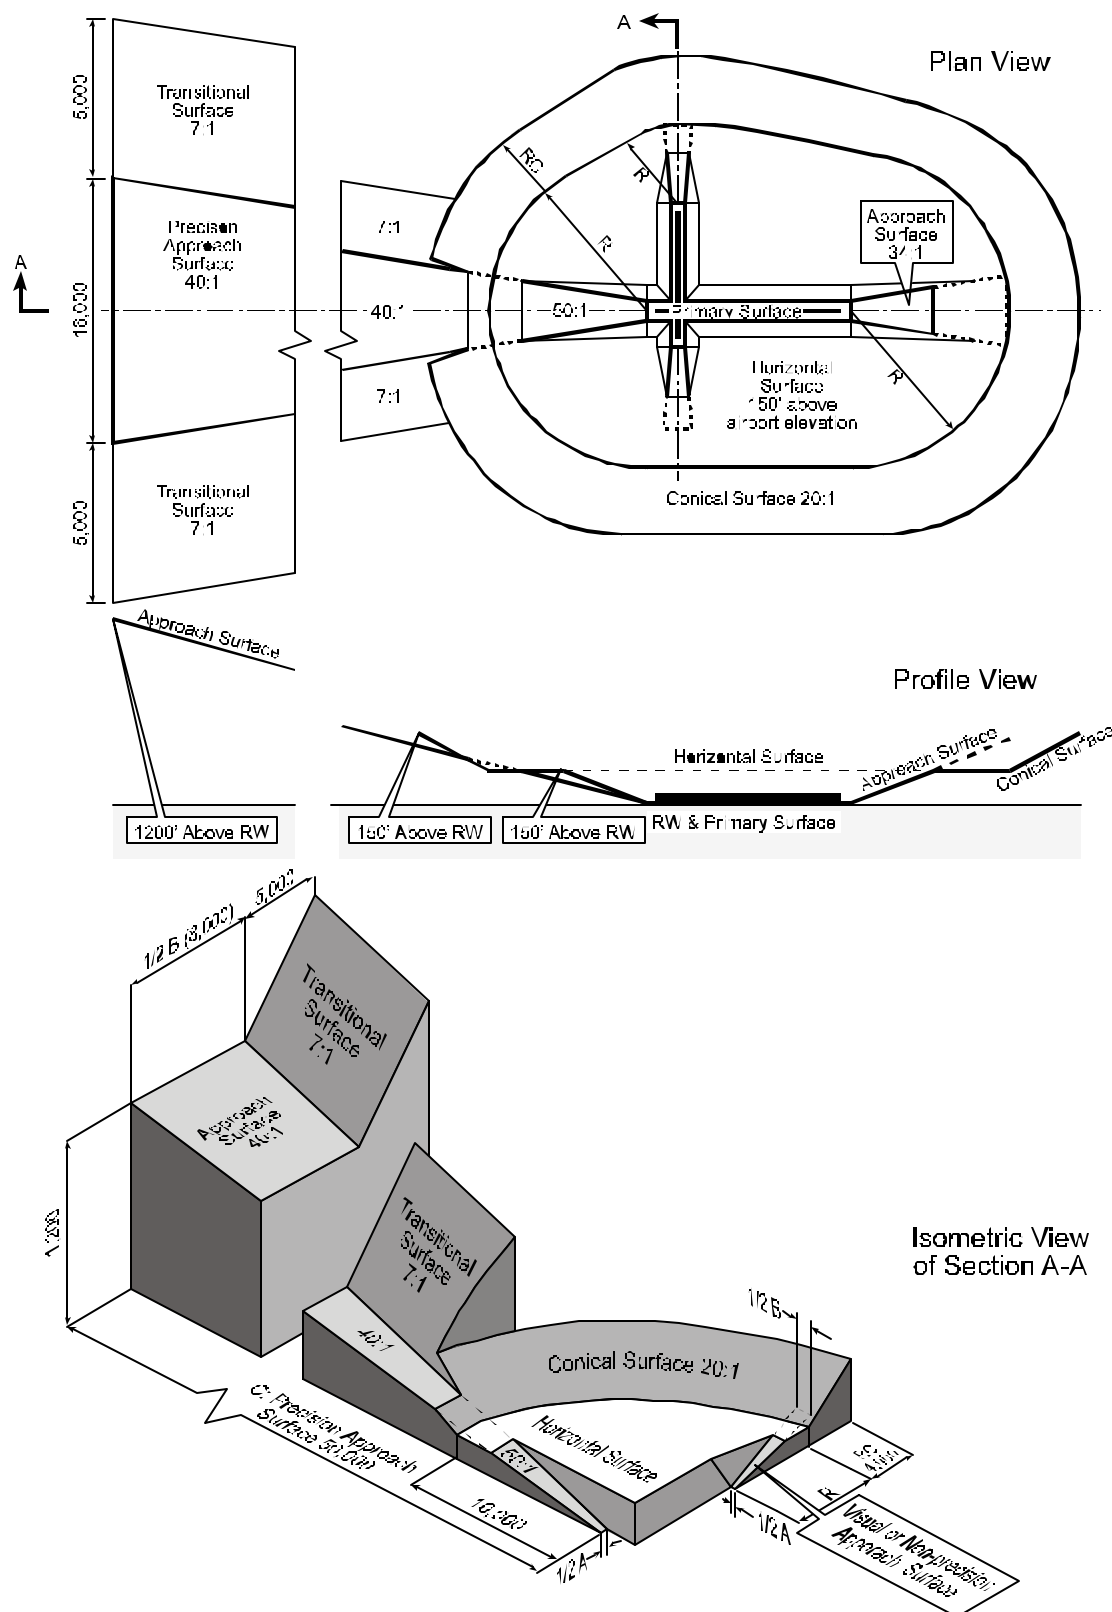 A
Plan View
5,000
Transitional
Surface
7:1
RC
R
R
7:1
Precison
Approach
Surface
40:1
Approach
Surface
34:1
A
16,000
40:1
50:1
Primary Surface
R
7:1
Horizontal
Surface
150' above
airport elevation
Transitional
Surface
7:1
5,000
Conical Surface 20:1
Approach Surface
Profile View
Horizontal Surface
Approach Surface
Conical Surface
1200' Above RW
150' Above RW
150' Above RW
RW & Primary Surface
5,000
1/2 B (8,000)
Transitional
Surface
7:1
Approach
Surface
40:1
1200
Transitional
Surface
7:1
Isometric View
of Section A-A
1/2 B
40:1
Conical Surface 20:1
Horizontal Surface
50:1
C: Precision Approach
Surface 50,000
10,200
1/2 A
1/2 A
R
4,000
Visual or Non-precision
Apperach
Surface